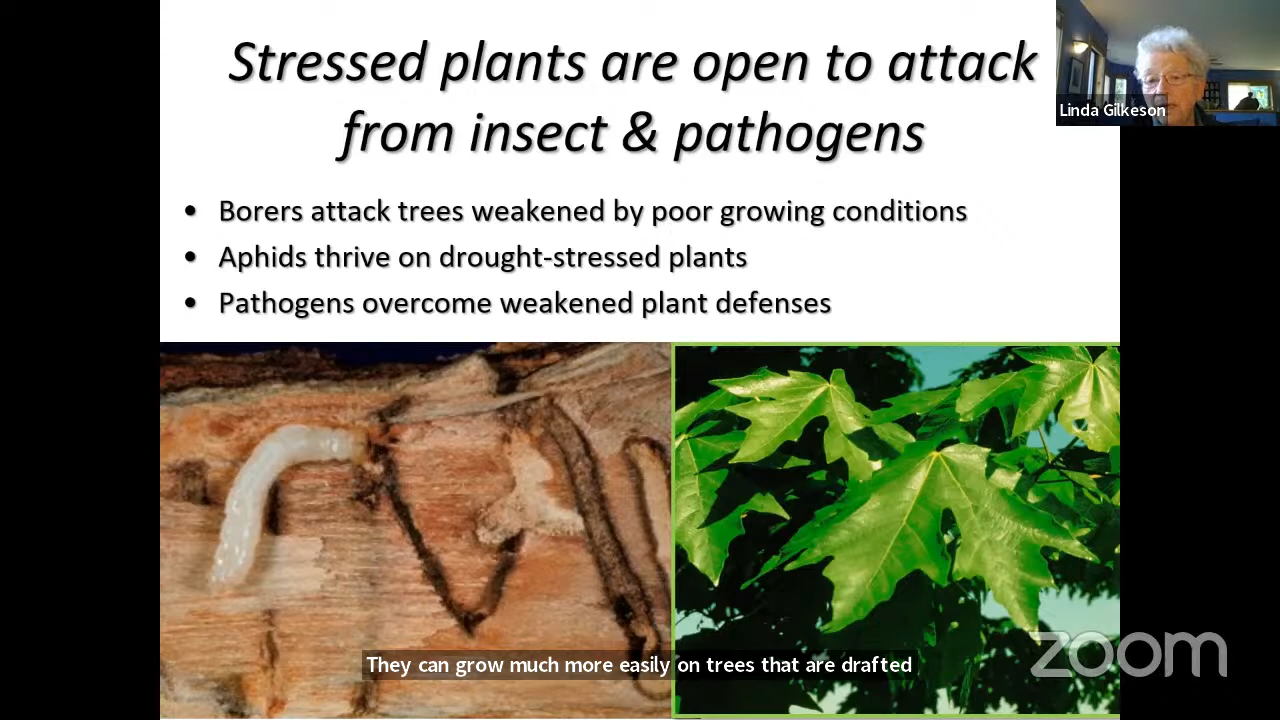 Stressed plants are open to attack
from insect & pathogens
Linda Gilkeson
• Borers attack trees weakened by poor growing conditions
• Aphids thrive on drought-stressed plants
• Pathogens overcome weakened plant defenses
They can grow much more easily on trees that are drafted
zoom